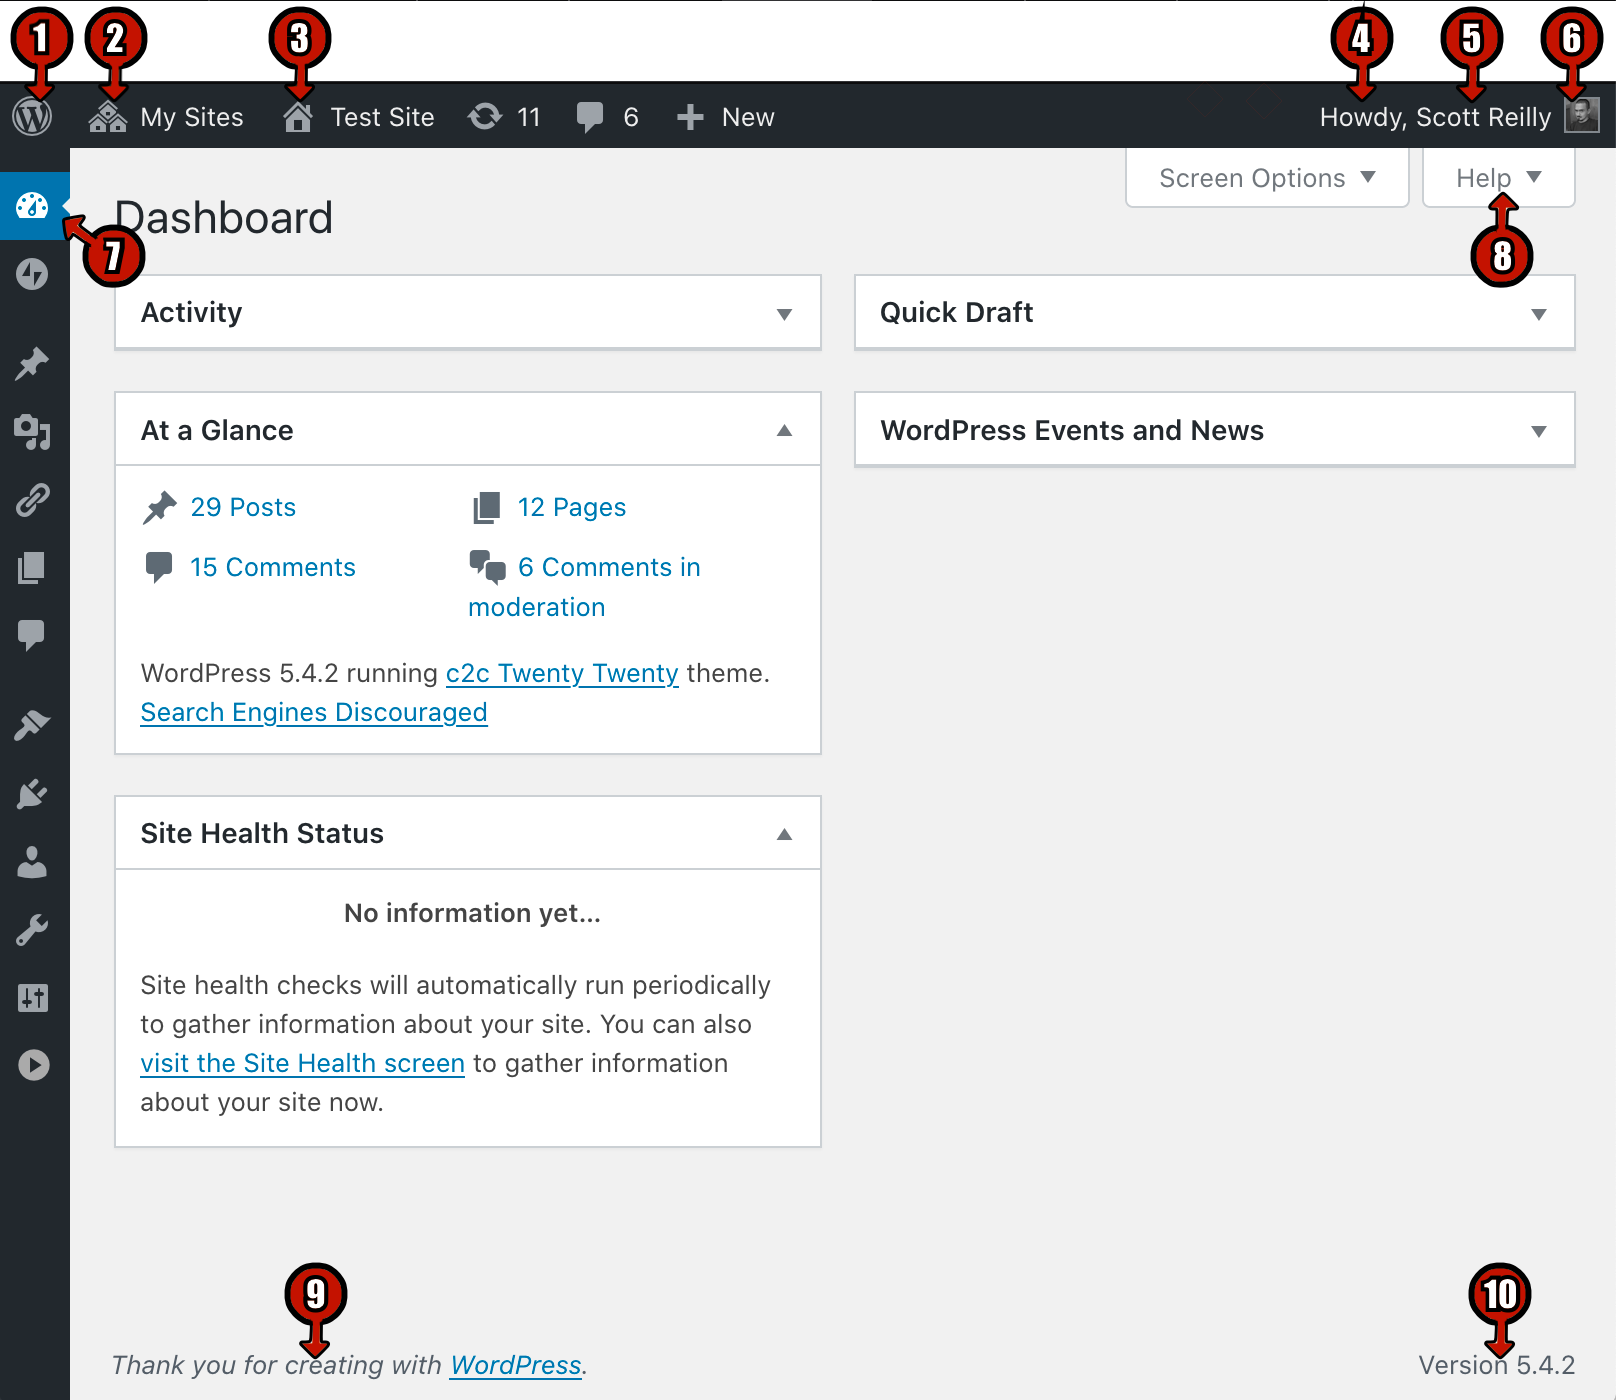 1 2 3 4 5 6
My Sites Test Site 11 6 New Howdy, Scott Reilly
Screen Options Help
Dashboard
7 8
Activity
Quick Draft
At a Glance
WordPress Events and News
29 Posts 12 Pages
15 Comments 6 Comments in
moderation
WordPress 5.4.2 running c2c Twenty Twenty theme.
Search Engines Discouraged
Site Health Status
No information yet...
Site health checks will automatically run periodically
to gather information about your site. You can also
visit the Site Health screen to gather information
about your site now.
9 10
Thank you for creating with WordPress.
Version 5.4.2